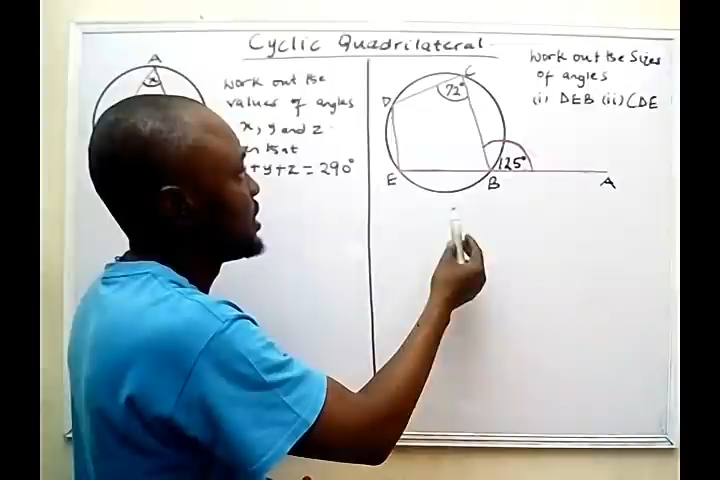 Cyclic Quadrilateral
A
x
Work out the
values of angles
x, y and z
+y+z=290°
Work out the sizes
of angles
(i) DEB (ii) CDE
C
D
72°
125°
E
B
A